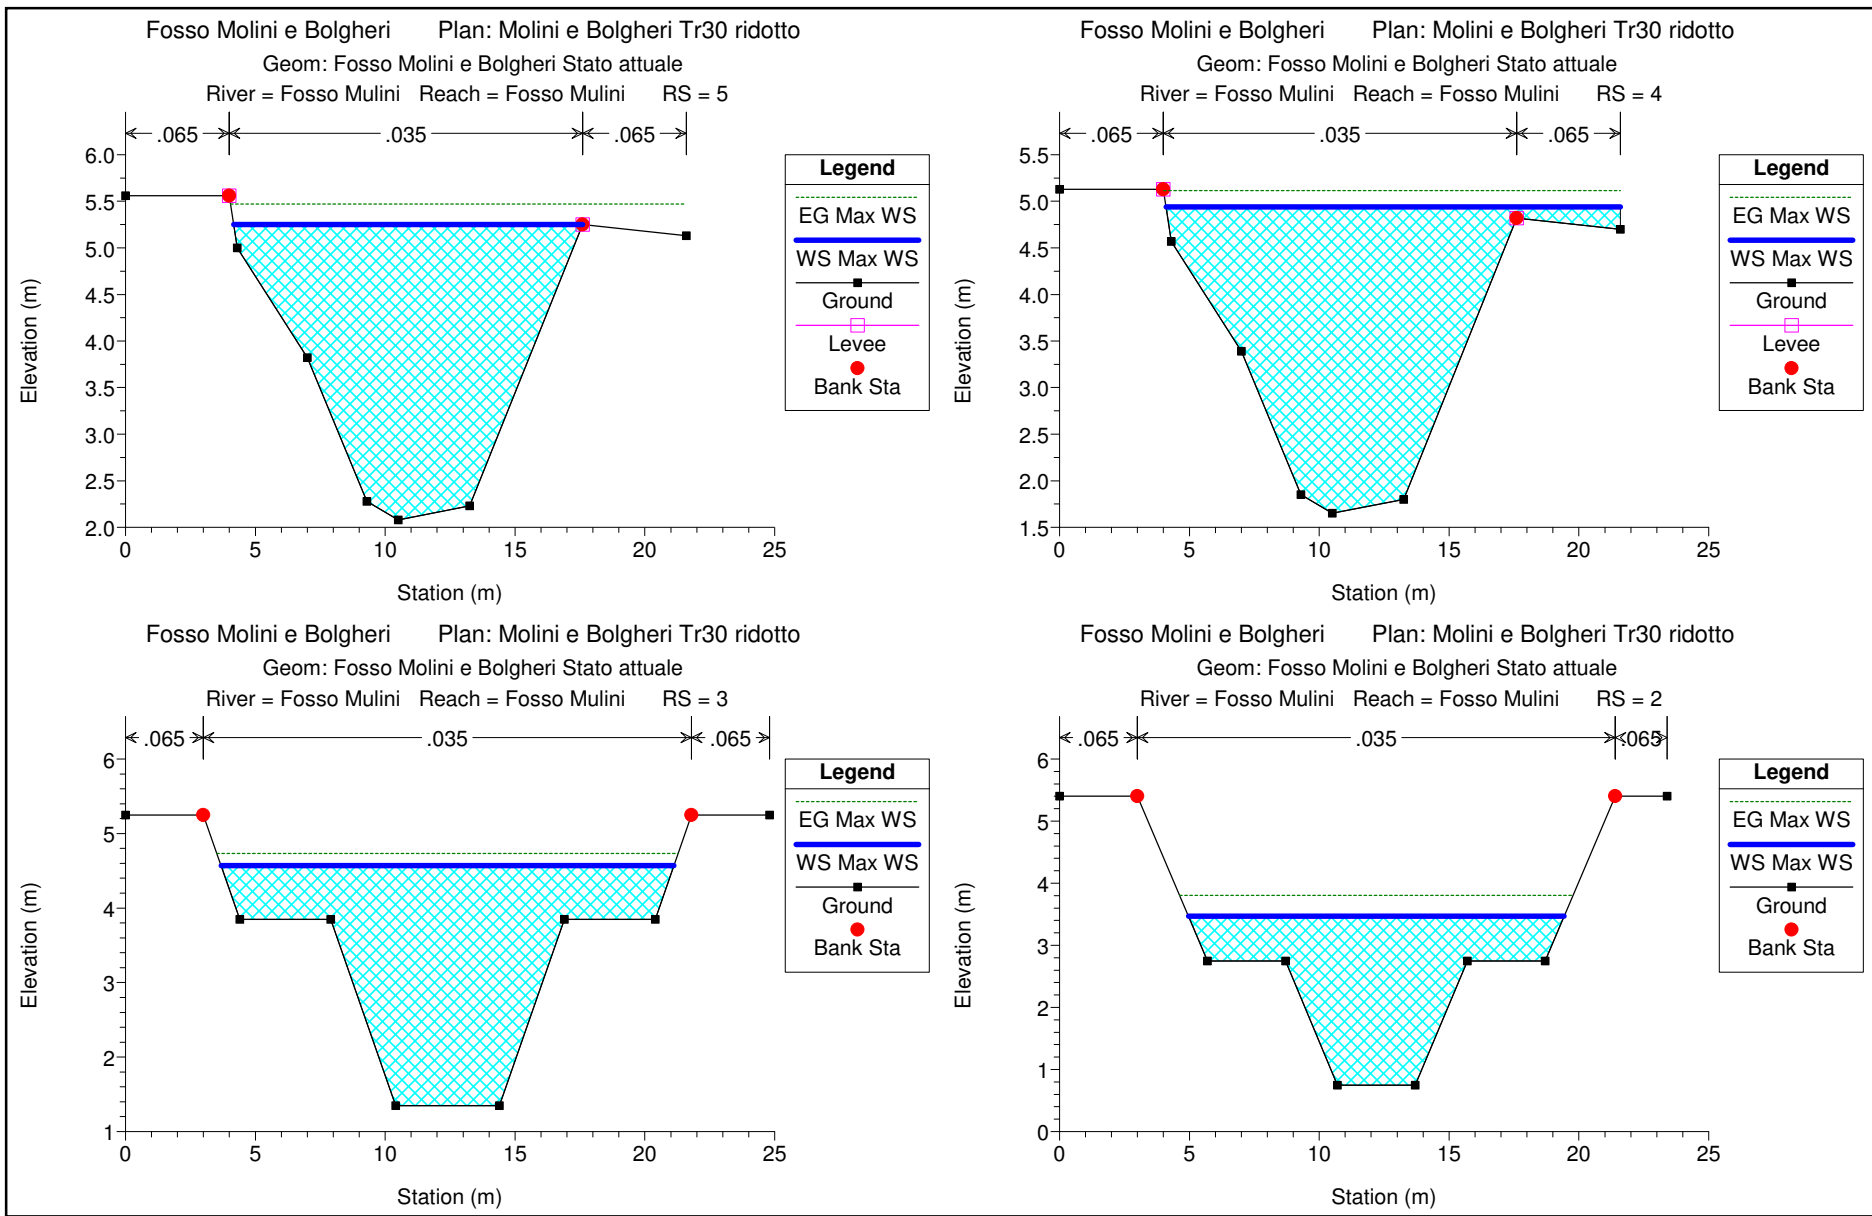 Fosso Molini e Bolgheri Plan: Molini e Bolgheri Tr30 ridotto
Geom: Fosso Molini e Bolgheri Stato attuale
River = Fosso Mulini Reach = Fosso Mulini RS = 5
.065 .035 .065
6.0
5.5
5.0
4.5
4.0
3.5
3.0
2.5
2.0
0 5 10 15 20 25
Elevation (m)
Station (m)
Legend
EG Max WS
WS Max WS
Ground
Levee
Bank Sta
Fosso Molini e Bolgheri Plan: Molini e Bolgheri Tr30 ridotto
Geom: Fosso Molini e Bolgheri Stato attuale
River = Fosso Mulini Reach = Fosso Mulini RS = 4
.065 .035 .065
5.5
5.0
4.5
4.0
3.5
3.0
2.5
2.0
1.5
0 5 10 15 20 25
Elevation (m)
Station (m)
Legend
EG Max WS
WS Max WS
Ground
Levee
Bank Sta
Fosso Molini e Bolgheri Plan: Molini e Bolgheri Tr30 ridotto
Geom: Fosso Molini e Bolgheri Stato attuale
River = Fosso Mulini Reach = Fosso Mulini RS = 3
.065 .035 .065
6
5
4
3
2
1
0 5 10 15 20 25
Elevation (m)
Station (m)
Legend
EG Max WS
WS Max WS
Ground
Bank Sta
Fosso Molini e Bolgheri Plan: Molini e Bolgheri Tr30 ridotto
Geom: Fosso Molini e Bolgheri Stato attuale
River = Fosso Mulini Reach = Fosso Mulini RS = 2
.065 .035 .065
6
5
4
3
2
1
0
0 5 10 15 20 25
Elevation (m)
Station (m)
Legend
EG Max WS
WS Max WS
Ground
Bank Sta